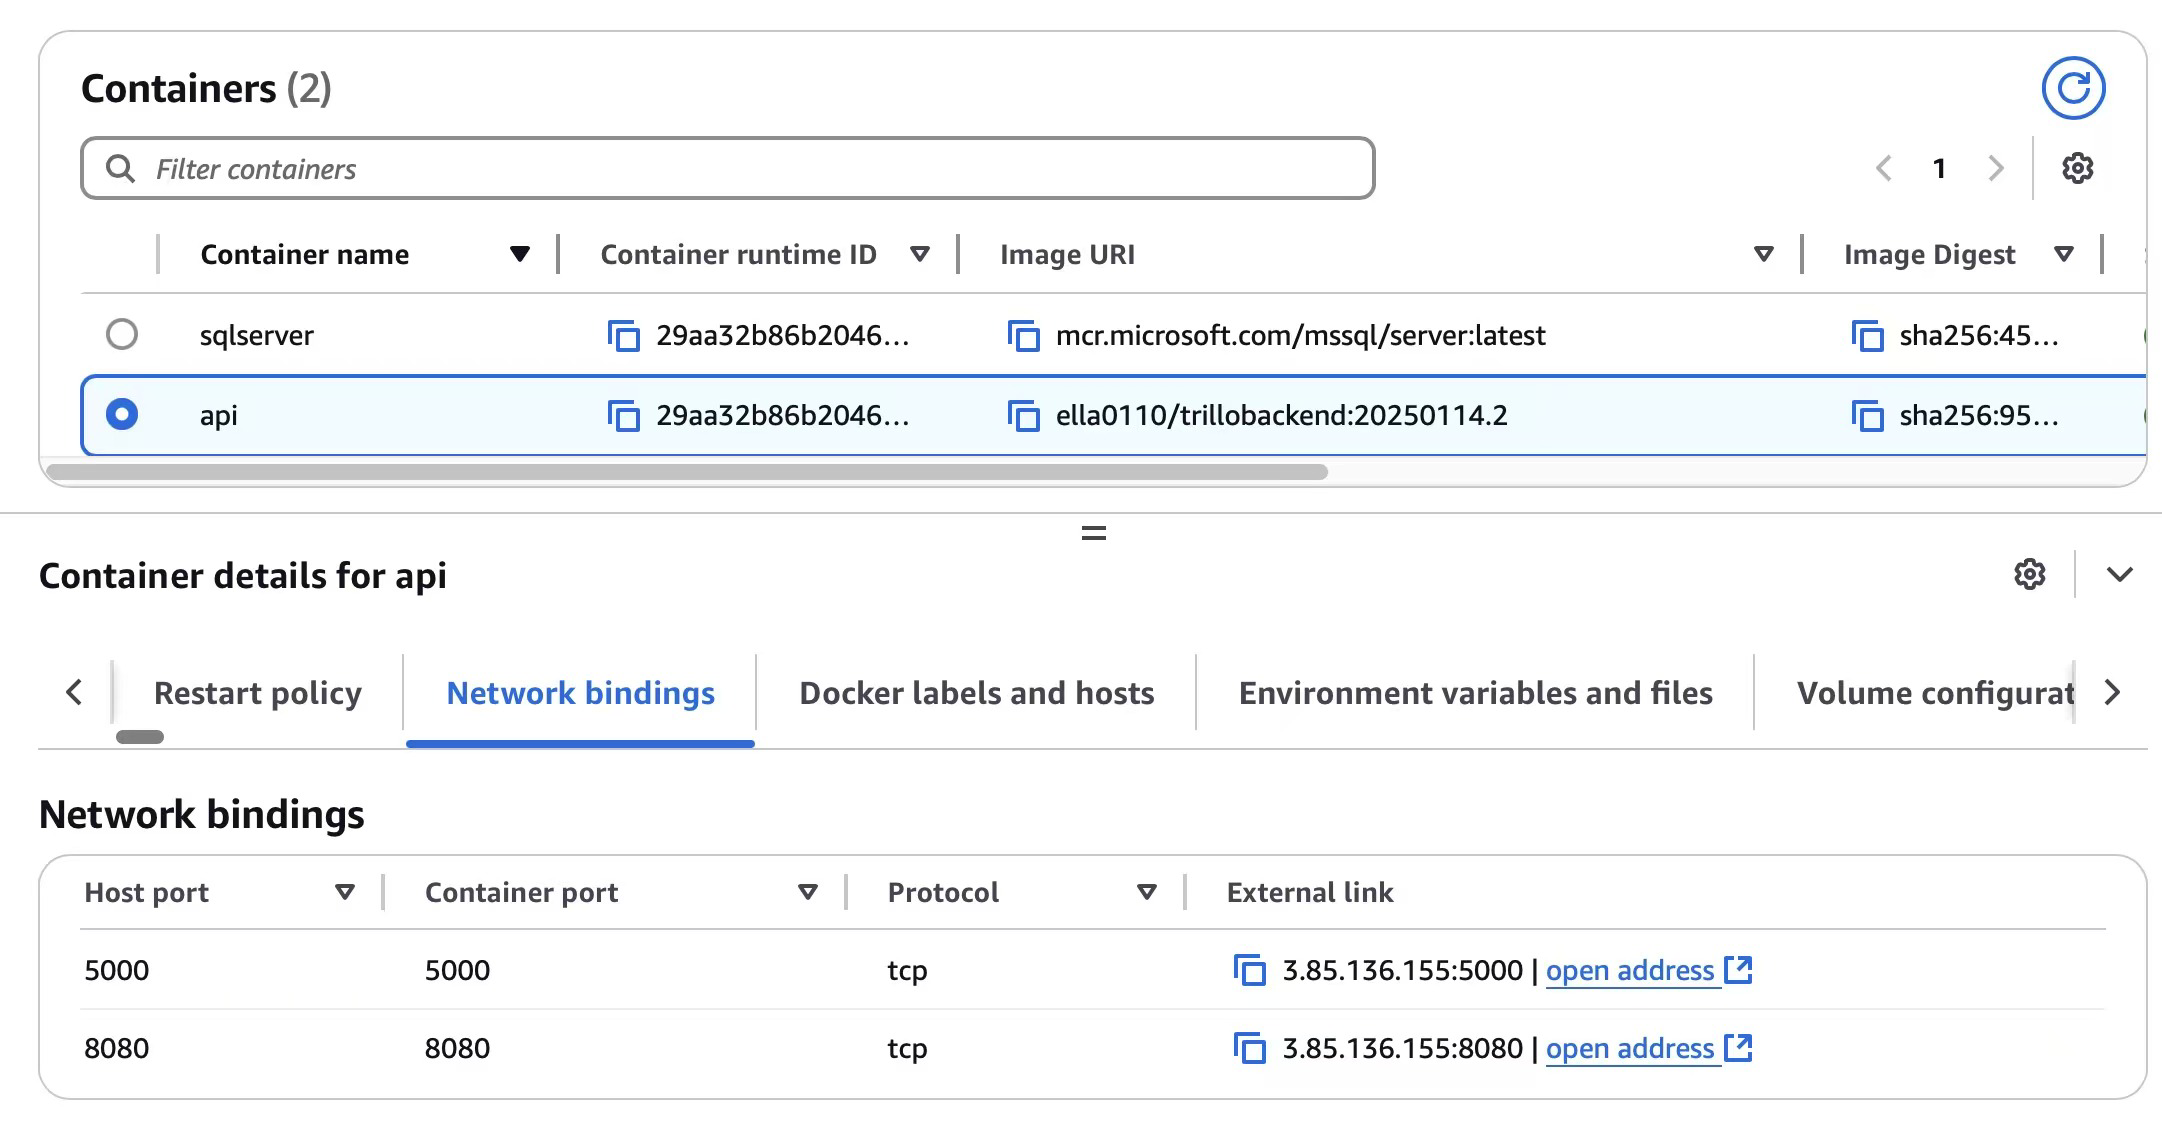 Containers (2)
Filter containers
1
Container name Container runtime ID Image URI Image Digest
sqlserver 29aa32b86b2046... mcr.microsoft.com/mssql/server:latest sha256:45...
api 29aa32b86b2046... ella0110/trillobackend:20250114.2 sha256:95...
Container details for api
Restart policy Network bindings Docker labels and hosts Environment variables and files Volume configurat
Network bindings
Host port Container port Protocol External link
5000 5000 tcp 3.85.136.155:5000 | open address
8080 8080 tcp 3.85.136.155:8080 | open address